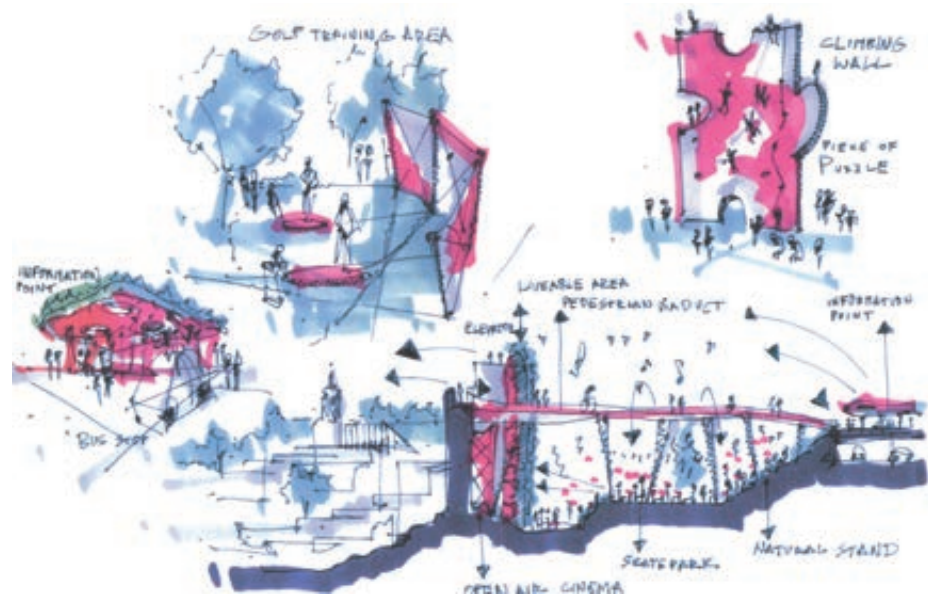 GOLF TRAINING AREA
CLIMBING
WALL
PIECE OF
PUZZLE
INFORMATION
POINT
LIVEABLE AREA
PEDESTRIAN VADUCT
INFORMATION
POINT
ELEVATOR
BUS STOP
SKATEPARK
NATURAL STAND
OPEN AIR CINEMA